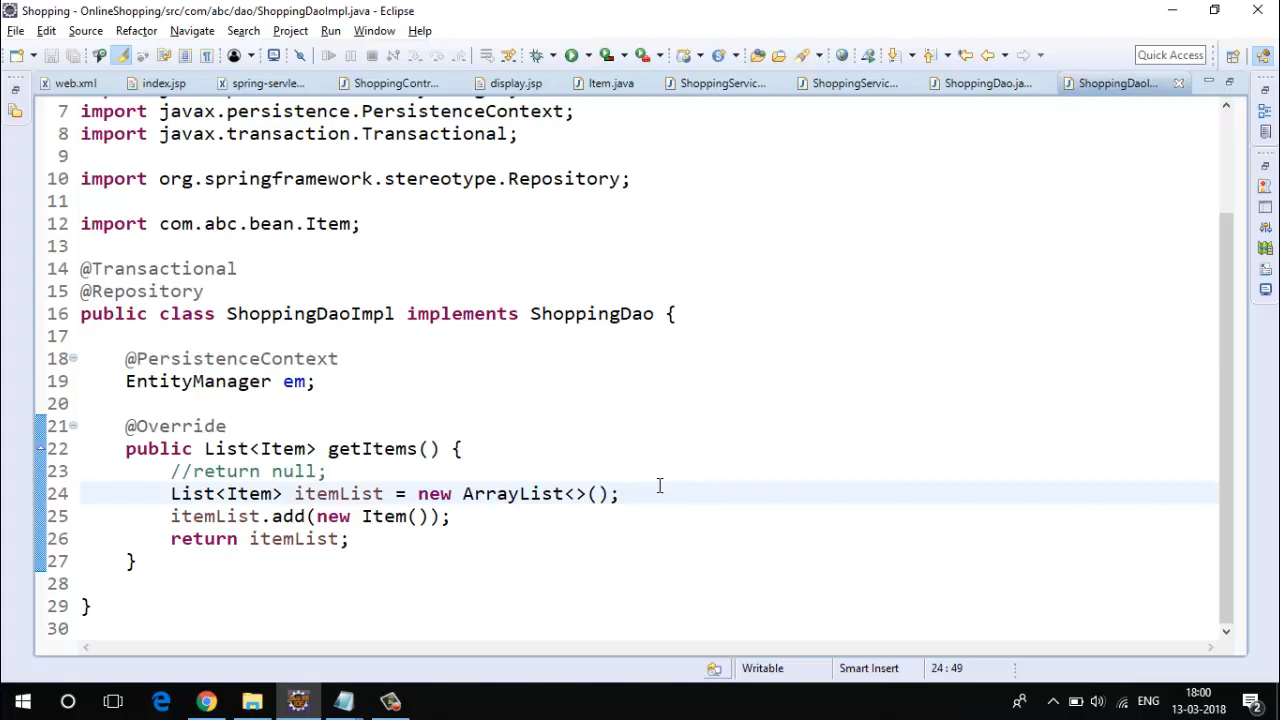 Shopping - OnlineShopping/src/com/abc/dao/ShoppingDaoImpl.java - Eclipse
File Edit Source Refactor Navigate Search Project Run Window Help
Quick Access
web.xml index.jsp spring-servle... ShoppingContr... display.jsp Item.java ShoppingServic... ShoppingServic... ShoppingDao.ja... ShoppingDaoI...
7 import javax.persistence.PersistenceContext;
8 import javax.transaction.Transactional;
9
10 import org.springframework.stereotype.Repository;
11
12 import com.abc.bean.Item;
13
14 @Transactional
15 @Repository
16 public class ShoppingDaoImpl implements ShoppingDao {
17
18 @PersistenceContext
19 EntityManager em;
20
21 @Override
22 public List<Item> getItems() {
23 //return null;
24 List<Item> itemList = new ArrayList<>();
25 itemList.add(new Item());
26 return itemList;
27 }
28
29 }
30
Writable Smart Insert 24 : 49
ENG 18:00
13-03-2018 2